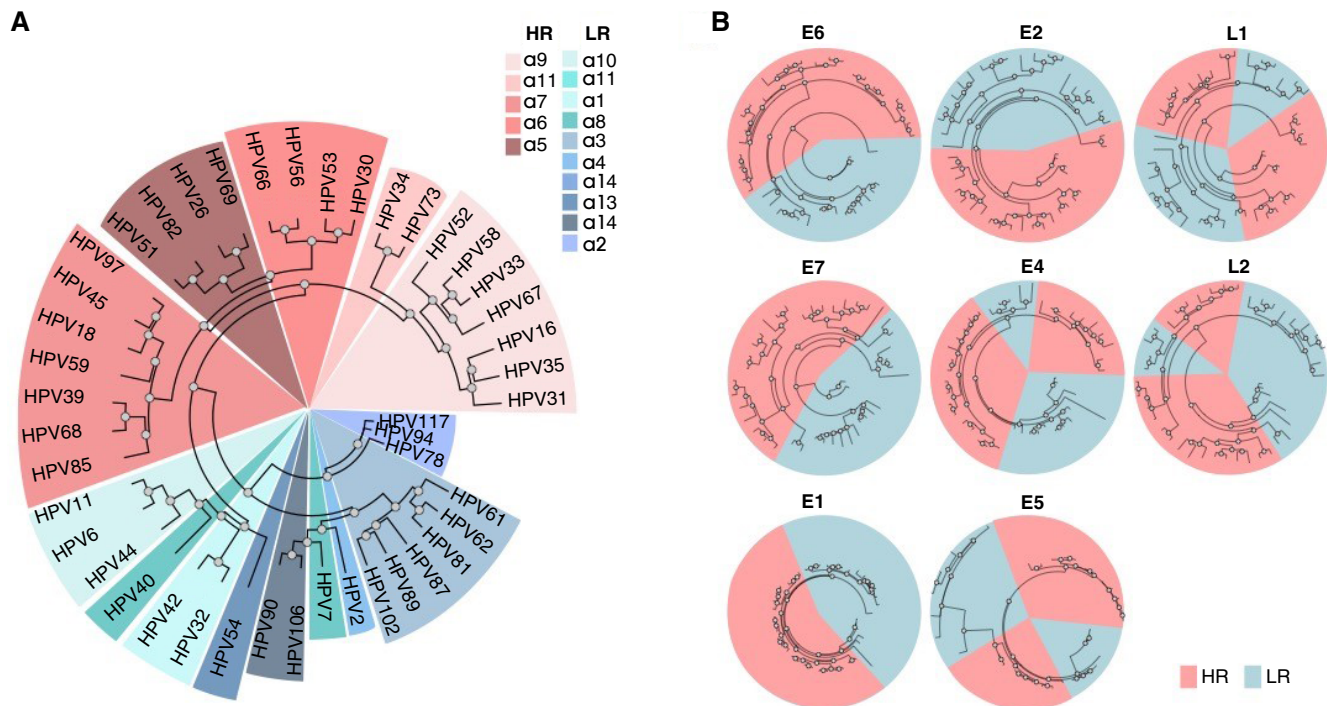 A
HR
α9
α11
α7
α6
α5
LR
α10
α11
α1
α8
α3
α4
α14
α13
α14
α2
HPV66
HPV56
HPV53
HPV30
HPV34
HPV73
HPV52
HPV58
HPV33
HPV67
HPV16
HPV35
HPV31
HPV117
HPV94
HPV78
HPV61
HPV62
HPV81
HPV87
HPV89
HPV102
HPV2
HPV7
HPV106
HPV90
HPV54
HPV32
HPV42
HPV40
HPV44
HPV6
HPV11
HPV85
HPV68
HPV39
HPV59
HPV18
HPV45
HPV97
HPV51
HPV82
HPV26
HPV69
B
E6
E2
L1
E7
E4
L2
E1
E5
HR
LR